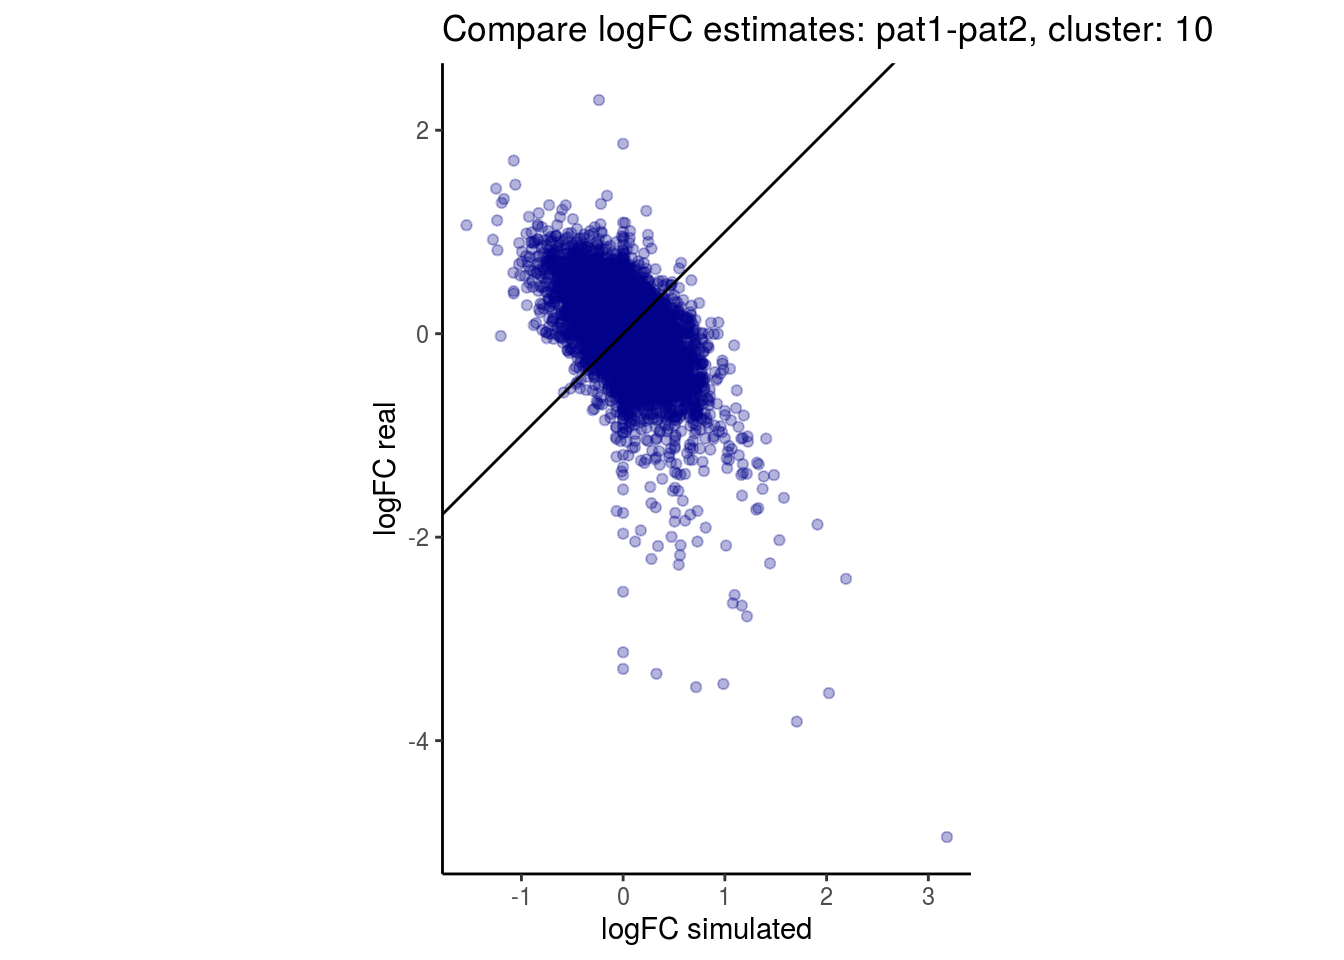 Compare logFC estimates: pat1-pat2, cluster: 10
2
0
-2
-4
logFC real
-1 0 1 2 3
logFC simulated